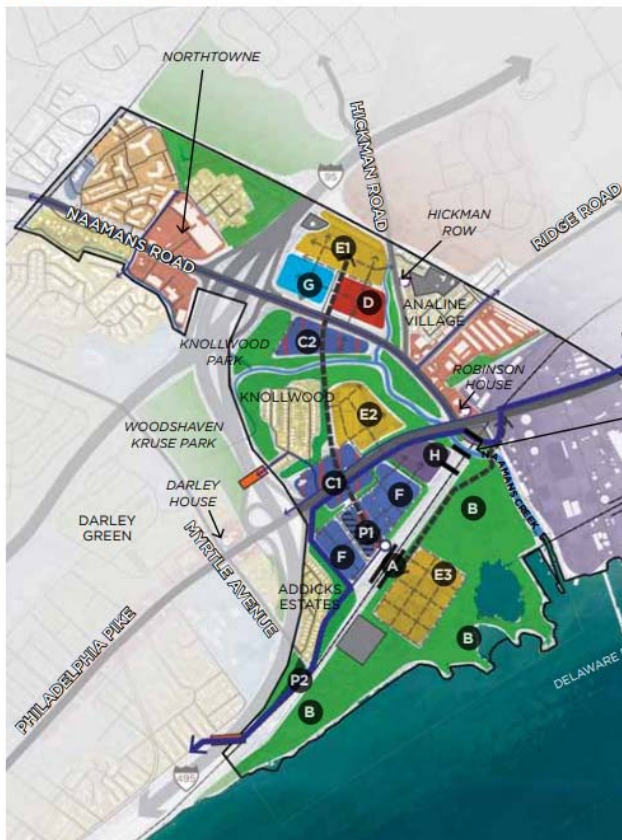 NORTHTOWNE
HICKMAN ROAD
95
HICKMAN
ROW
RIDGE ROAD
NAAMANS ROAD
E1
G
D
ANALINE
VILLAGE
C2
KNOLLWOOD
PARK
ROBINSON
HOUSE
KNOLLWOOD
E2
WOODSHAVEN
KRUSE PARK
H
C1
NAAMANS CREEK
DARLEY
HOUSE
F
B
P1
DARLEY
GREEN
MYRTLE AVENUE
F
A
E3
ADDICKS
ESTATES
B
PHILADELPHIA PIKE
P2
B
DELAWARE
495